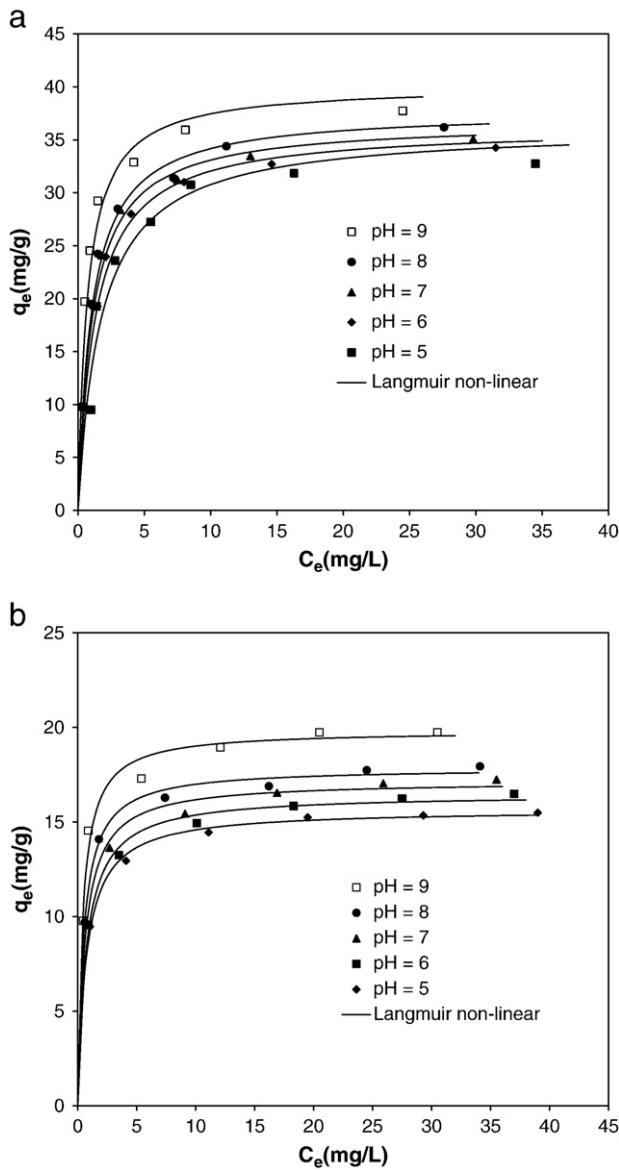 a
45
40
35
30
25
20
15
10
5
0
qe(mg/g)
pH = 9
pH = 8
pH = 7
pH = 6
pH = 5
Langmuir non-linear
0 5 10 15 20 25 30 35 40
Ce(mg/L)
b
25
20
15
10
5
0
qe(mg/g)
pH = 9
pH = 8
pH = 7
pH = 6
pH = 5
Langmuir non-linear
0 5 10 15 20 25 30 35 40 45
Ce(mg/L)